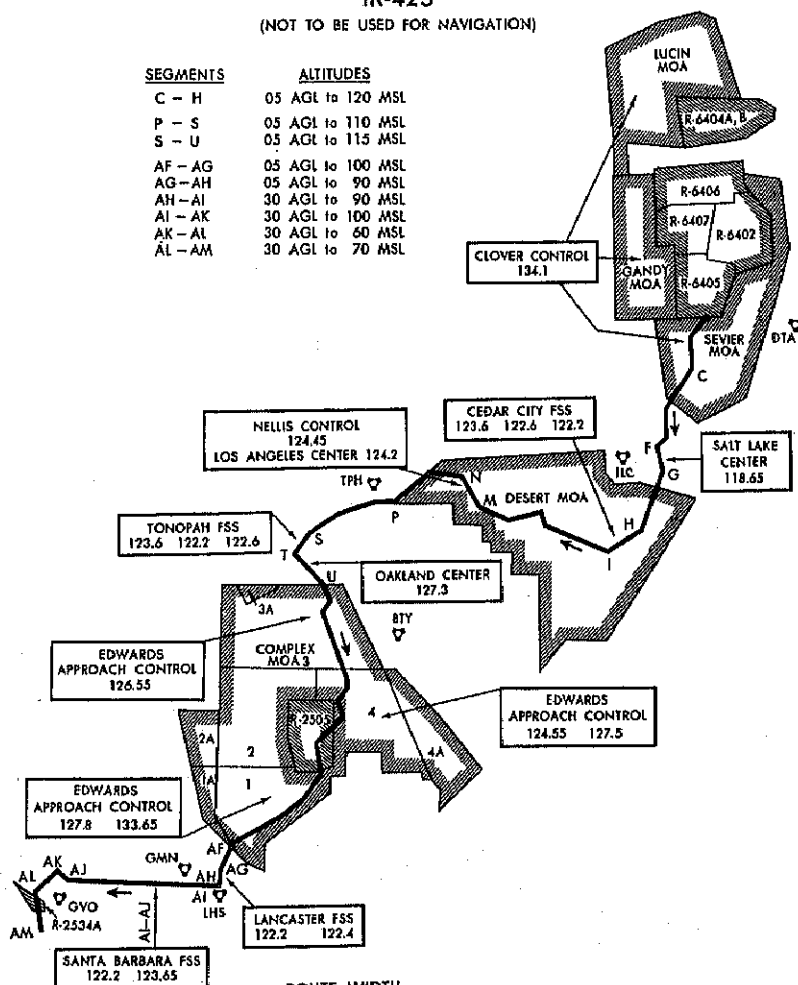 IR-425
(NOT TO BE USED FOR NAVIGATION)
SEGMENTS ALTITUDES
C – H 05 AGL to 120 MSL
P – S 05 AGL to 110 MSL
S – U 05 AGL to 115 MSL
AF – AG 05 AGL to 100 MSL
AG–AH 05 AGL to 90 MSL
AH–AI 30 AGL to 90 MSL
AI – AK 30 AGL to 100 MSL
AK–AL 30 AGL to 60 MSL
AL –AM 30 AGL to 70 MSL
LUCIN
MOA
R-6404A, B
R-6406
R-6407
R-6402
CLOVER CONTROL
134.1
GANDY
MOA
R-6405
SEVIER
MOA
DTA
C
NELLIS CONTROL
124.45
LOS ANGELES CENTER 124.2
CEDAR CITY FSS
123.6 122.6 122.2
F
G
SALT LAKE
CENTER
118.65
ILC
TPH
N
M
DESERT MOA
P
H
I
TONOPAH FSS
123.6 122.2 122.6
S
T
U
OAKLAND CENTER
127.3
3A
BTY
EDWARDS
APPROACH CONTROL
126.55
COMPLEX
MOA 3
R-2505
4
EDWARDS
APPROACH CONTROL
124.55 127.5
2A
2
4A
1A
1
EDWARDS
APPROACH CONTROL
127.8 133.65
AF
AG
GMN
AH
AI
LHS
AK
AJ
AL
GVO
R-2534A
AM
AI–AJ
LANCASTER FSS
122.2 122.4
SANTA BARBARA FSS
122.2 123.65
ROUTE WIDTH